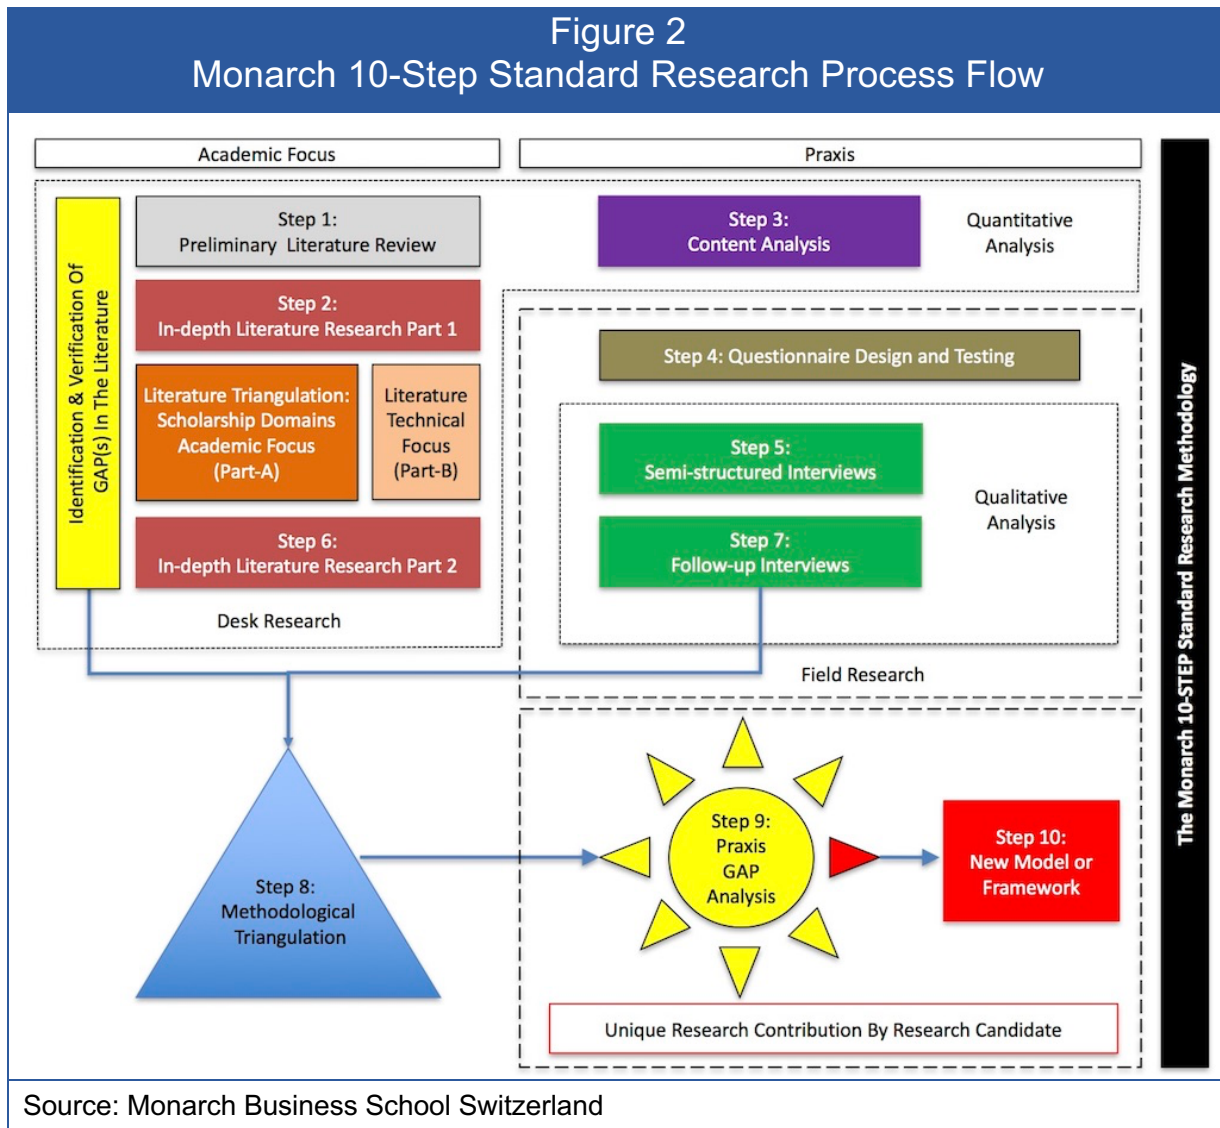 Figure 2
Monarch 10-Step Standard Research Process Flow
Academic Focus
Praxis
Identification & Verification Of
GAP(s) In The Literature
Step 1:
Preliminary Literature Review
Step 2:
In-depth Literature Research Part 1
Literature Triangulation:
Scholarship Domains
Academic Focus
(Part-A)
Literature
Technical
Focus
(Part-B)
Step 6:
In-depth Literature Research Part 2
Desk Research
Step 3:
Content Analysis
Quantitative
Analysis
Step 4: Questionnaire Design and Testing
Step 5:
Semi-structured Interviews
Step 7:
Follow-up Interviews
Qualitative
Analysis
Field Research
Step 8:
Methodological
Triangulation
Step 9:
Praxis
GAP
Analysis
Step 10:
New Model or
Framework
Unique Research Contribution By Research Candidate
The Monarch 10-STEP Standard Research Methodology
Source: Monarch Business School Switzerland